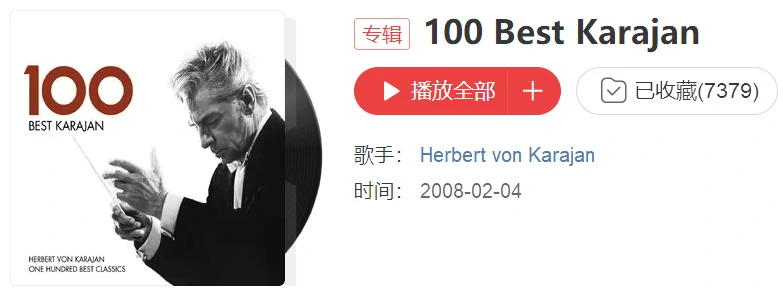 100
BEST KARAJAN
HERBERT VON KARAJAN
ONE HUNDRED BEST CLASSICS
专辑 100 Best Karajan
播放全部 已收藏(7379)
歌手： Herbert von Karajan
时间： 2008-02-04